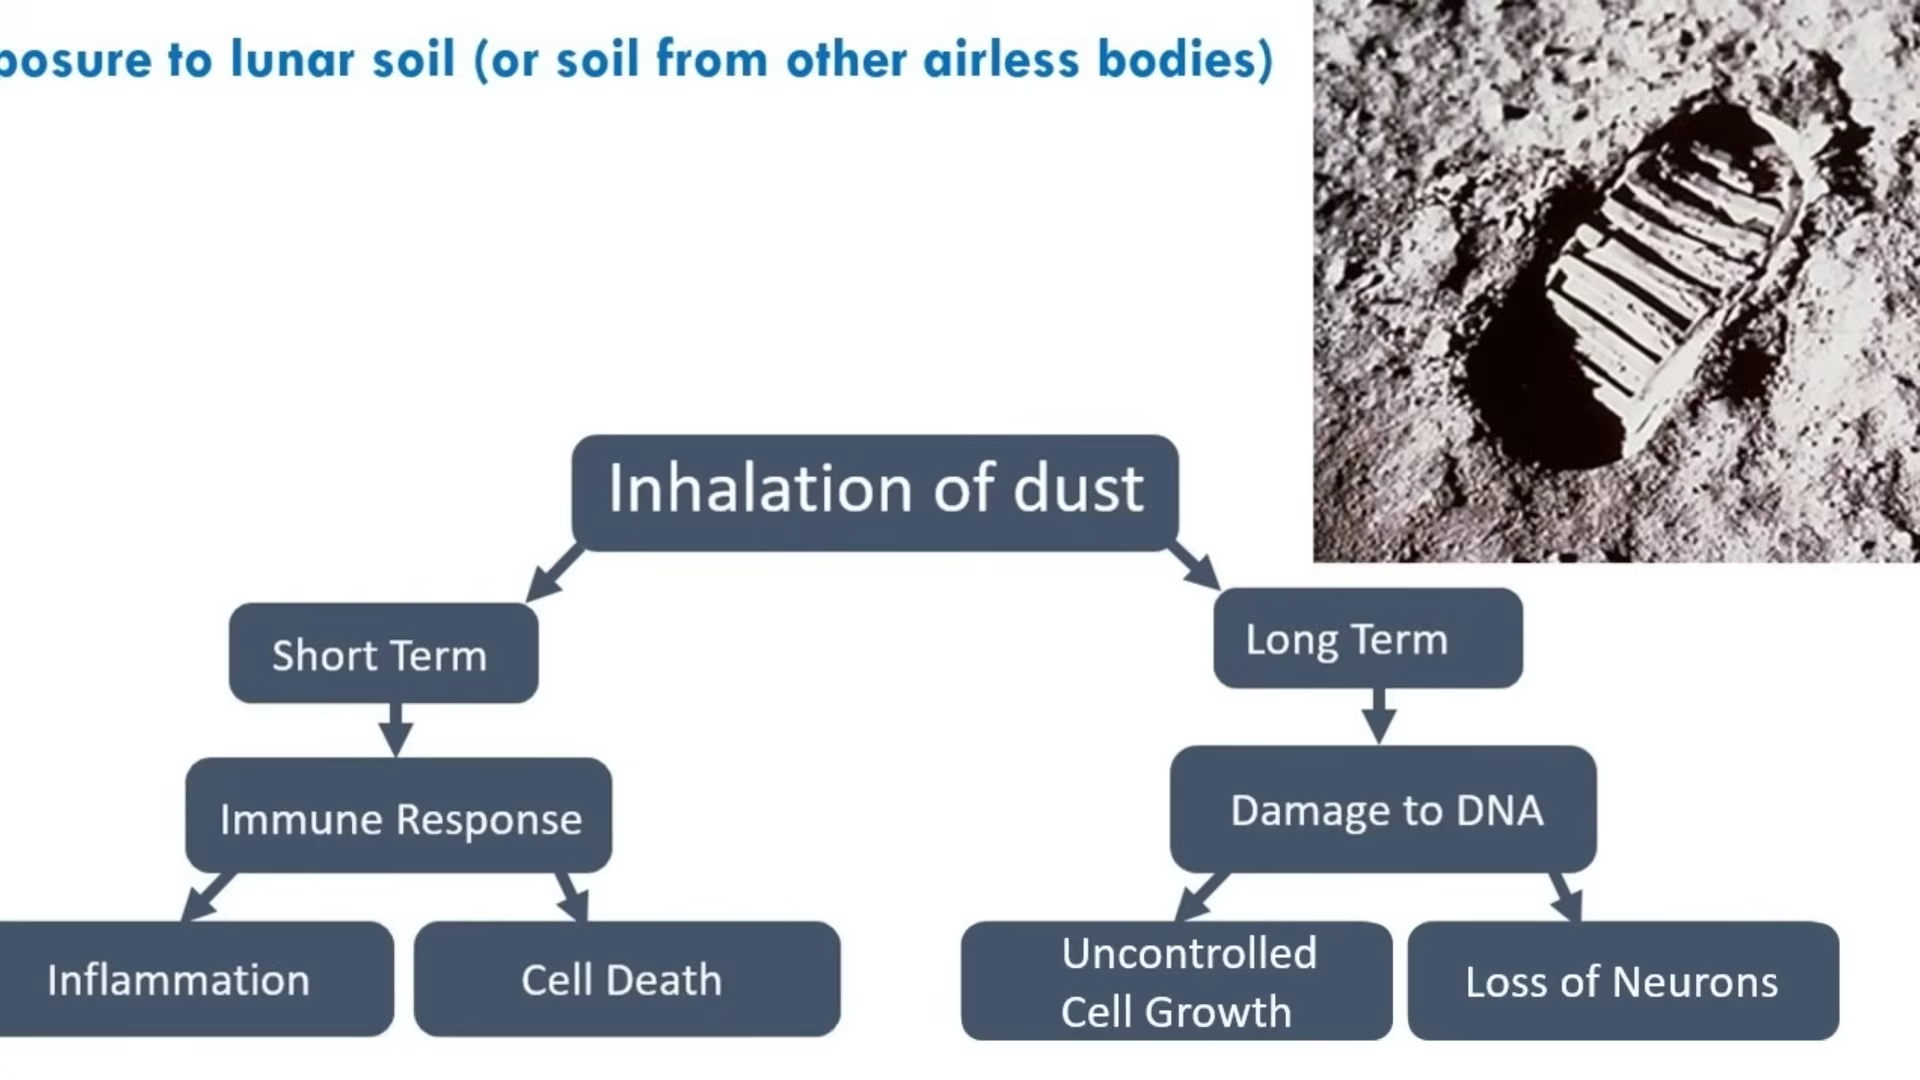 posure to lunar soil (or soil from other airless bodies)
Inhalation of dust
Short Term
Long Term
Immune Response
Damage to DNA
Inflammation
Cell Death
Uncontrolled
Cell Growth
Loss of Neurons